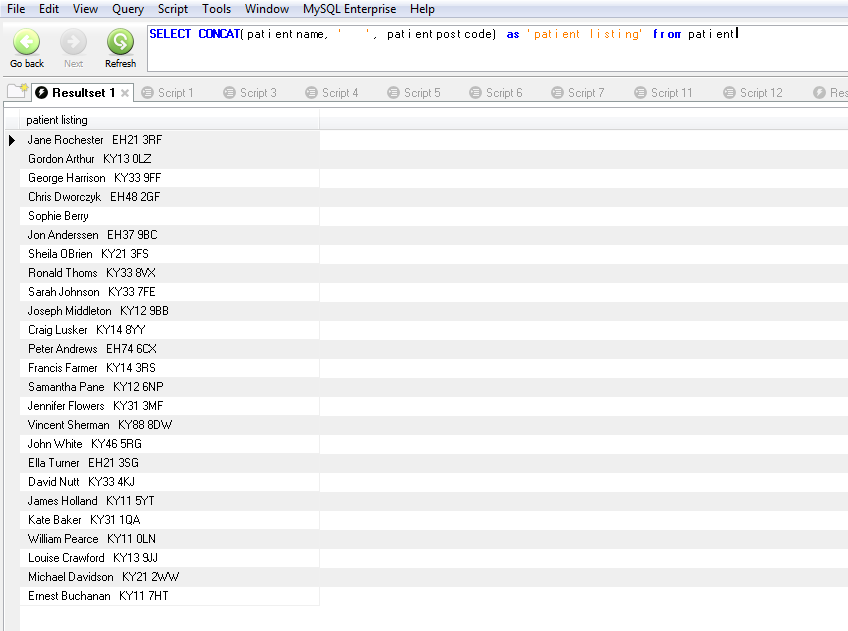 File Edit View Query Script Tools Window MySQL Enterprise Help
SELECT CONCAT(patientname, '   ', patientpostcode) as 'patient listing' from patient
Go back Next Refresh
Resultset 1 Script 1 Script 3 Script 4 Script 5 Script 6 Script 7 Script 11 Script 12 Res
patient listing
Jane Rochester EH21 3RF
Gordon Arthur KY13 0LZ
George Harrison KY33 9FF
Chris Dworczyk EH48 2GF
Sophie Berry
Jon Anderssen EH37 9BC
Sheila OBrien KY21 3FS
Ronald Thoms KY33 8VX
Sarah Johnson KY33 7FE
Joseph Middleton KY12 9BB
Craig Lusker KY14 8YY
Peter Andrews EH74 6CX
Francis Farmer KY14 3RS
Samantha Pane KY12 6NP
Jennifer Flowers KY31 3MF
Vincent Sherman KY88 8DW
John White KY46 5RG
Ella Turner EH21 3SG
David Nutt KY33 4KJ
James Holland KY11 5YT
Kate Baker KY31 1QA
William Pearce KY11 0LN
Louise Crawford KY13 9JJ
Michael Davidson KY21 2WW
Ernest Buchanan KY11 7HT